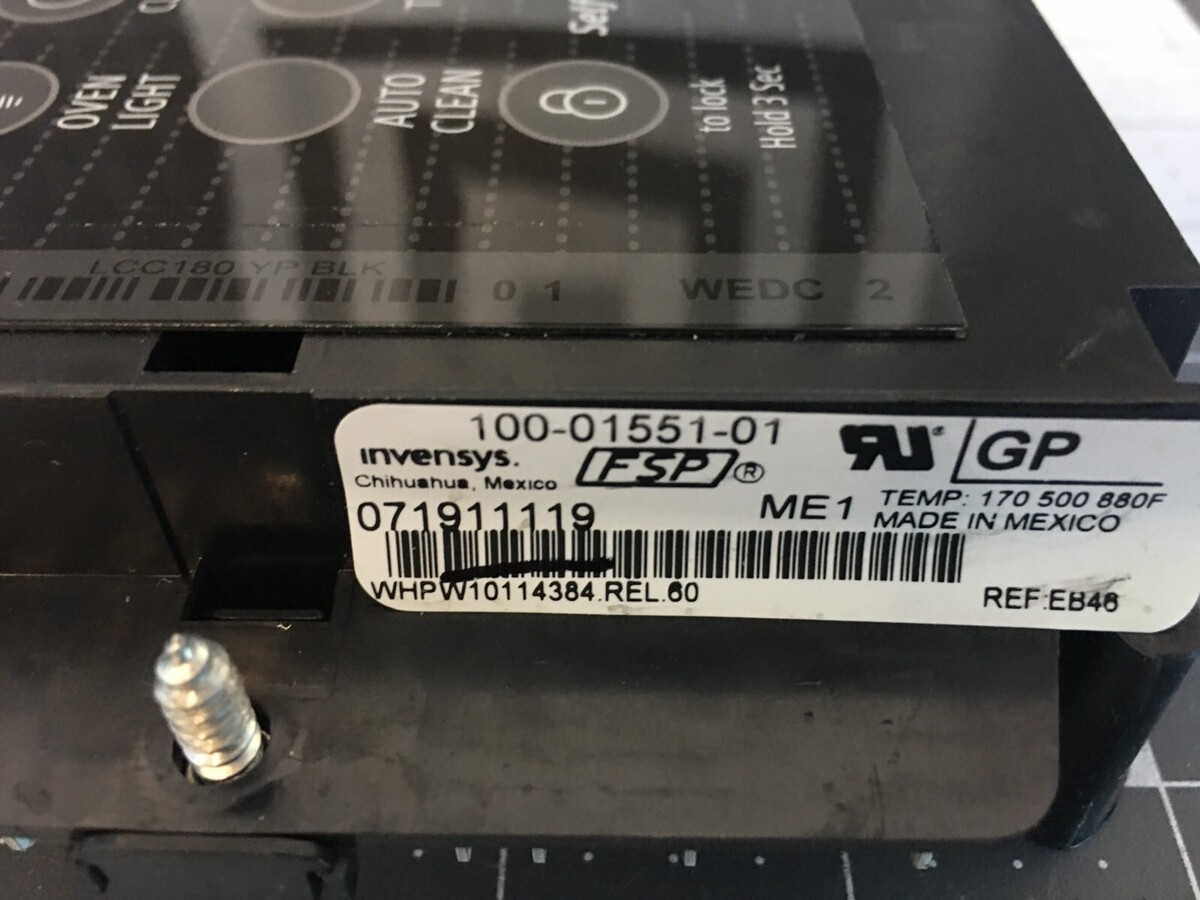 Self
OVEN
LIGHT
AUTO
CLEAN
to lock
Hold 3 Sec
LCC180 YP BLK
0 1 WEDC 2
100-01551-01
invensys. FSP®
Chihuahua, Mexico
GP
071911119 ME1
TEMP: 170 500 880F
MADE IN MEXICO
WHPW10114384.REL.60
REF:EB46